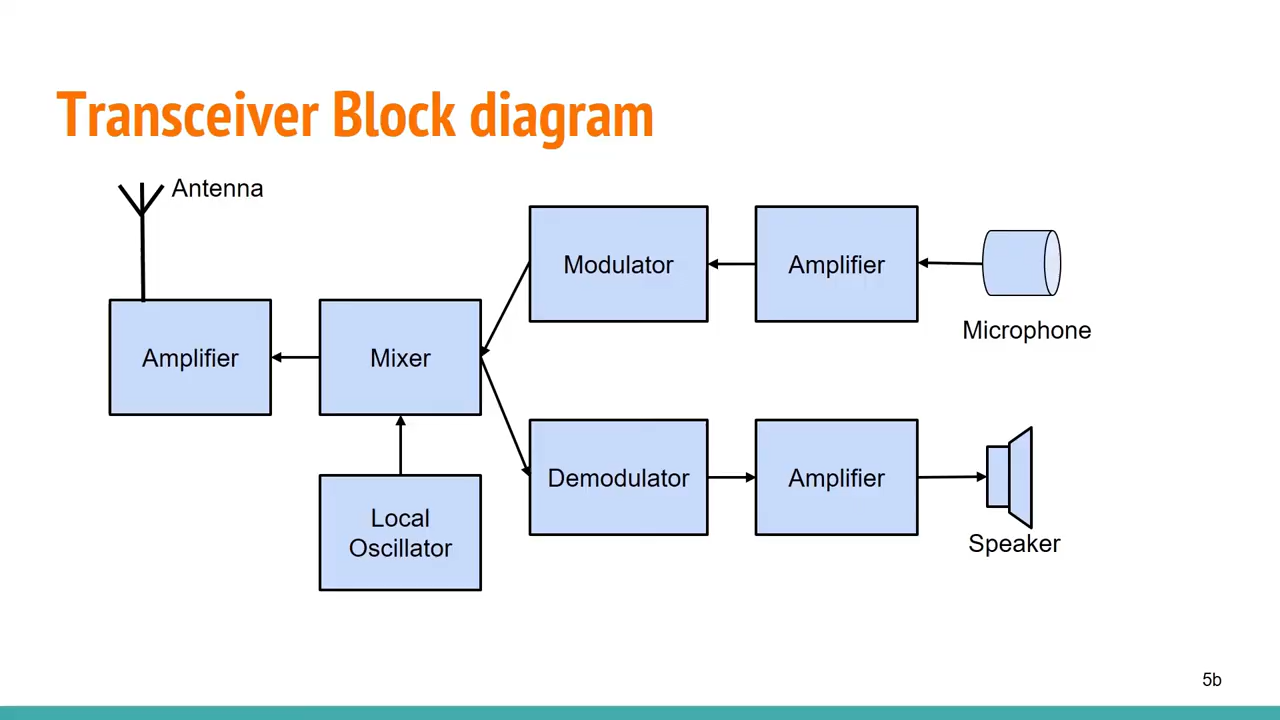 Transceiver Block diagram
Antenna
Modulator
Amplifier
Microphone
Amplifier
Mixer
Demodulator
Amplifier
Speaker
Local
Oscillator
5b